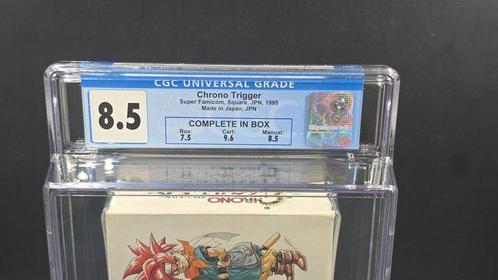 CGC UNIVERSAL GRADE
8.5
Chrono Trigger
Super Famicom, Square, JPN, 1995
Made in Japan, JPN
COMPLETE IN BOX
Box: Cart: Manual:
7.5 9.6 8.5
CHRONO